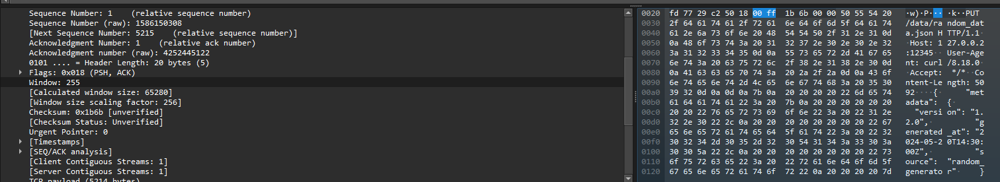 Sequence Number: 1    (relative sequence number)
Sequence Number (raw): 1586150308
[Next Sequence Number: 5215    (relative sequence number)]
Acknowledgment Number: 1    (relative ack number)
Acknowledgment number (raw): 4252445122
0101 .... = Header Length: 20 bytes (5)
Flags: 0x018 (PSH, ACK)
Window: 255
[Calculated window size: 65280]
[Window size scaling factor: 256]
Checksum: 0x1b6b [unverified]
[Checksum Status: Unverified]
Urgent Pointer: 0
[Timestamps]
[SEQ/ACK analysis]
[Client Contiguous Streams: 1]
[Server Contiguous Streams: 1]
TCP payload (5214 bytes)
0020  fd 77 29 c2 50 18 00 ff  1b 6b 00 00 50 55 54 20  ·w)·P··· ·k··PUT
0030  2f 64 61 74 61 2f 72 61  6e 64 6f 6d 5f 64 61 74  /data/ra ndom_dat
0040  61 2e 6a 73 6f 6e 20 48  54 54 50 2f 31 2e 31 0d  a.json H TTP/1.1·
0050  0a 48 6f 73 74 3a 20 31  32 37 2e 30 2e 30 2e 32  ·Host: 1 27.0.0.2
0060  3a 31 32 33 34 35 0d 0a  55 73 65 72 2d 41 67 65  :12345·· User-Age
0070  6e 74 3a 20 63 75 72 6c  2f 38 2e 31 38 2e 30 0d  nt: curl /8.18.0·
0080  0a 41 63 63 65 70 74 3a  20 2a 2f 2a 0d 0a 43 6f  ·Accept:  */*··Co
0090  6e 74 65 6e 74 2d 4c 65  6e 67 74 68 3a 20 35 30  ntent-Le ngth: 50
00a0  39 32 0d 0a 0d 0a 7b 0a  20 20 20 20 22 6d 65 74  92····{·     "met
00b0  61 64 61 74 61 22 3a 20  7b 0a 20 20 20 20 20 20  adata":  {·
00c0  20 20 22 76 65 72 73 69  6f 6e 22 3a 20 22 31 2e    "versi on": "1.
00d0  32 2e 30 22 2c 0a 20 20  20 20 20 20 20 20 22 67  2.0",·         "g
00e0  65 6e 65 72 61 74 65 64  5f 61 74 22 3a 20 22 32  enerated _at": "2
00f0  30 32 34 2d 30 35 2d 32  30 54 31 34 3a 33 30 3a  024-05-2 0T14:30:
0100  30 30 5a 22 2c 0a 20 20  20 20 20 20 20 20 22 73  00Z",·         "s
0110  6f 75 72 63 65 22 3a 20  22 72 61 6e 64 6f 6d 5f  ource":  "random_
0120  67 65 6e 65 72 61 74 6f  72 22 0a 20 20 20 20 7d  generato r"·    }